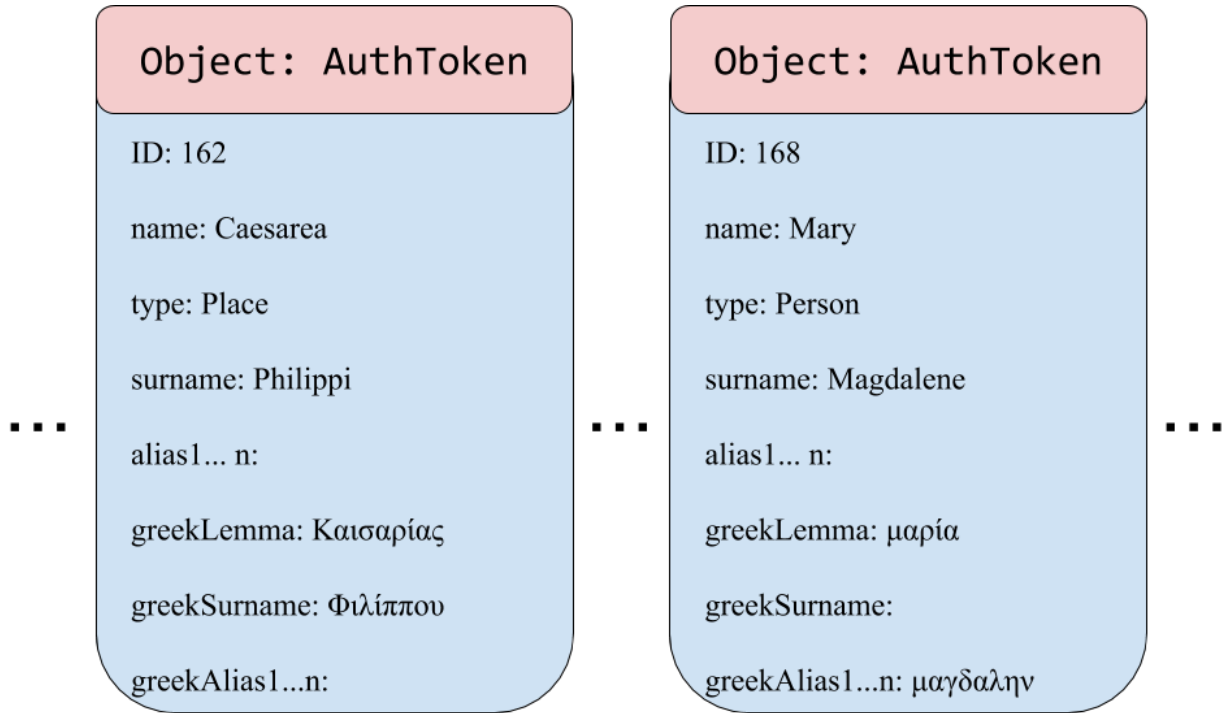 Object: AuthToken
ID: 162
name: Caesarea
type: Place
surname: Philippi
alias1... n:
greekLemma: Καισαρίας
greekSurname: Φιλίππου
greekAlias1...n:
Object: AuthToken
ID: 168
name: Mary
type: Person
surname: Magdalene
alias1... n:
greekLemma: μαρία
greekSurname:
greekAlias1...n: μαγδαλην